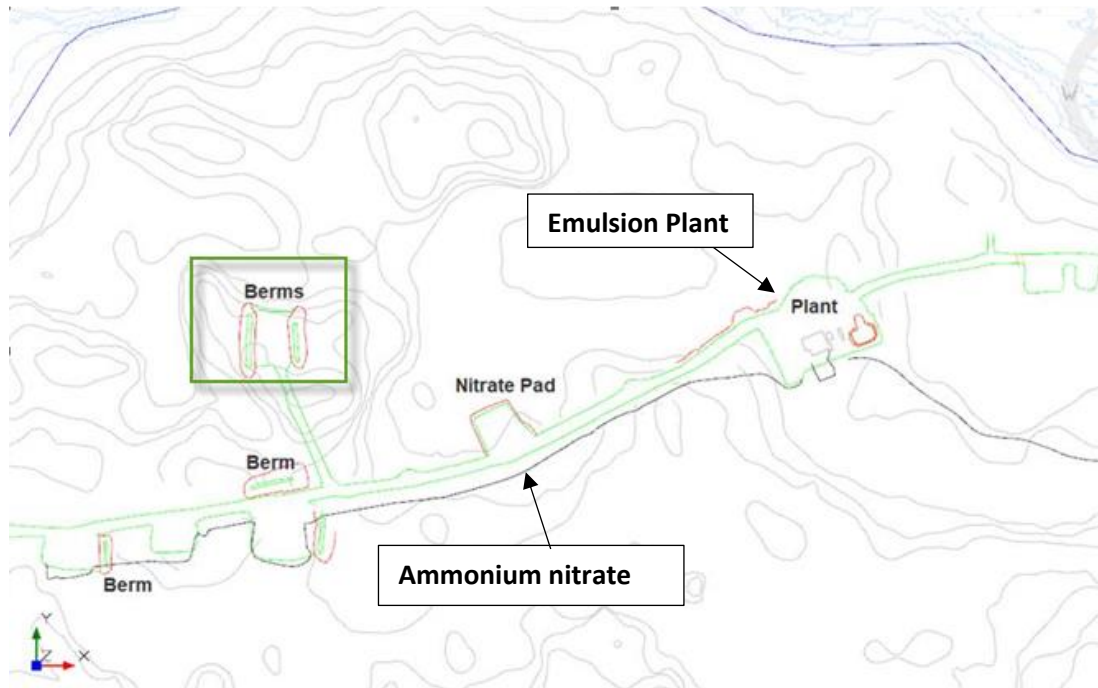 W
Emulsion Plant
Berms
Plant
Nitrate Pad
Berm
Ammonium nitrate
Berm
Y
Z
X